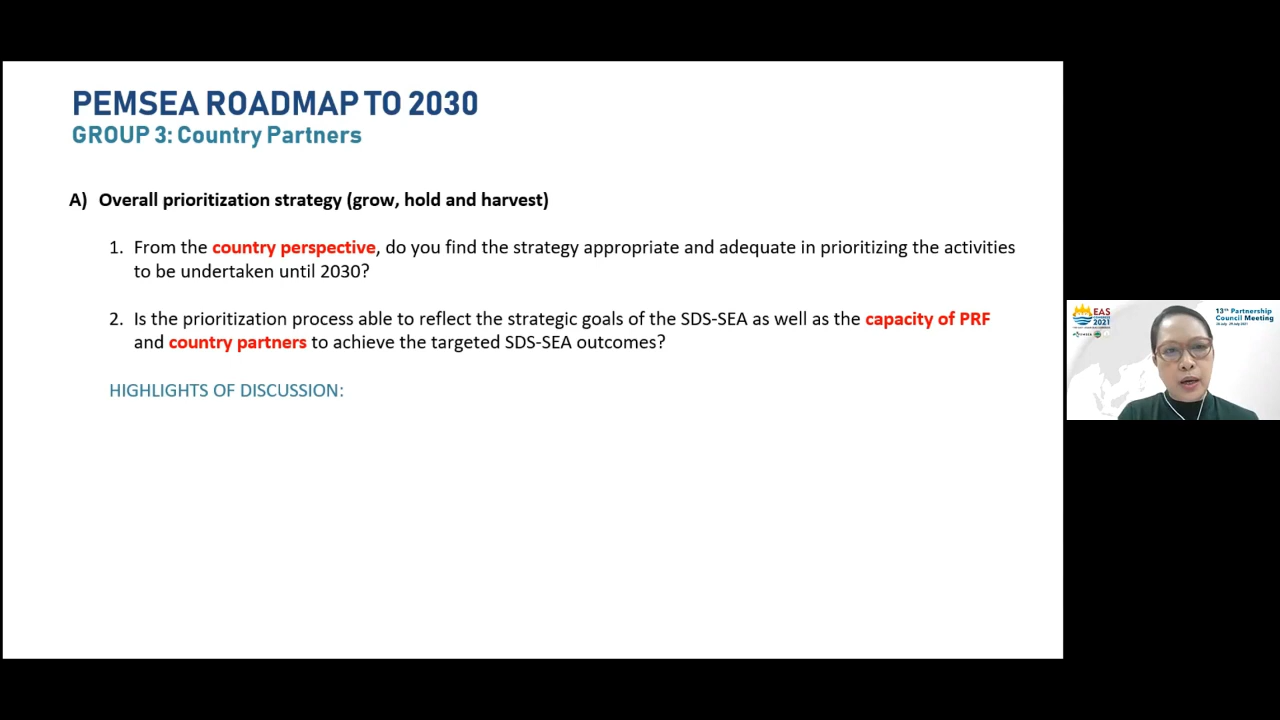 PEMSEA ROADMAP TO 2030
GROUP 3: Country Partners
A) Overall prioritization strategy (grow, hold and harvest)
1. From the country perspective, do you find the strategy appropriate and adequate in prioritizing the activities
to be undertaken until 2030?
2. Is the prioritization process able to reflect the strategic goals of the SDS-SEA as well as the capacity of PRF
and country partners to achieve the targeted SDS-SEA outcomes?
HIGHLIGHTS OF DISCUSSION:
EAS
2021
13th Partnership
Council Meeting